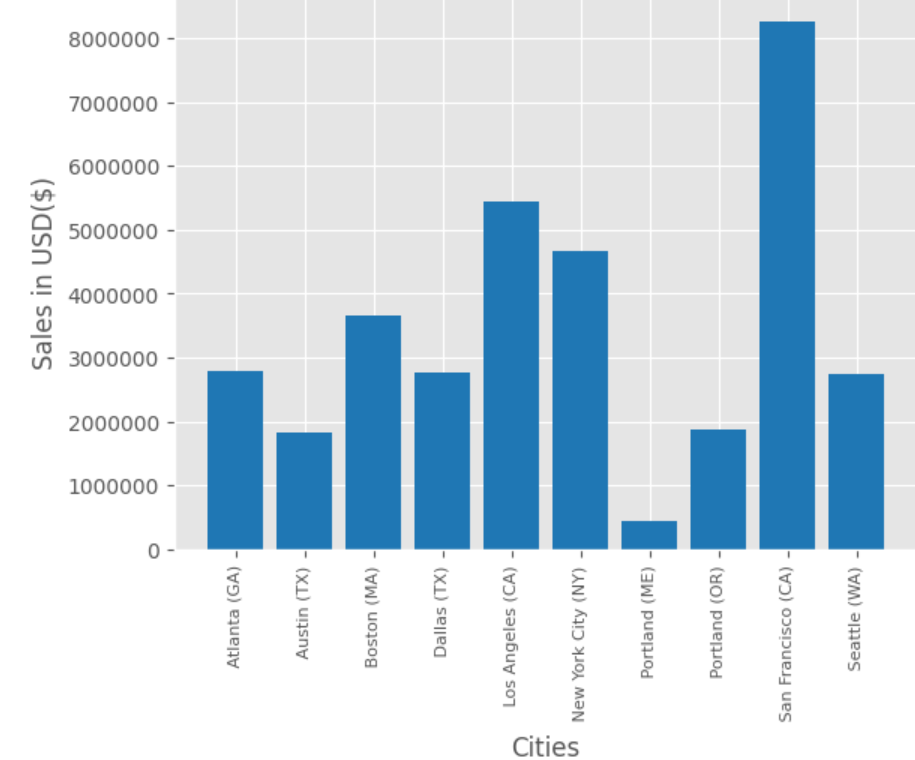 Sales in USD($)
8000000
7000000
6000000
5000000
4000000
3000000
2000000
1000000
0
Atlanta (GA)
Austin (TX)
Boston (MA)
Dallas (TX)
Los Angeles (CA)
New York City (NY)
Portland (ME)
Portland (OR)
San Francisco (CA)
Seattle (WA)
Cities